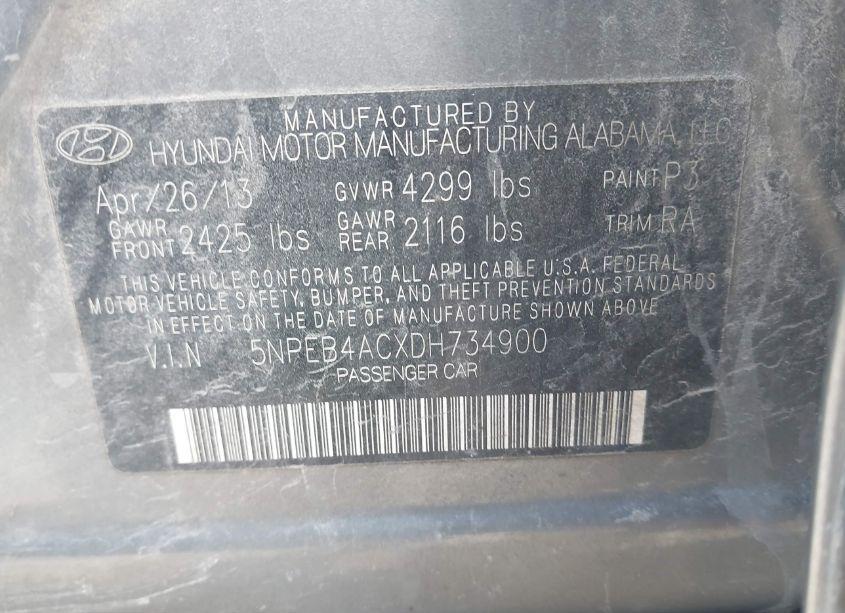 MANUFACTURED BY
HYUNDAI MOTOR MANUFACTURING ALABAMA, LLC
Apr/26/13 GVWR 4299 lbs PAINT P3
GAWR FRONT 2425 lbs GAWR REAR 2116 lbs TRIM RA
THIS VEHICLE CONFORMS TO ALL APPLICABLE U.S.A. FEDERAL
MOTOR VEHICLE SAFETY, BUMPER, AND THEFT PREVENTION STANDARDS
IN EFFECT ON THE DATE OF MANUFACTURE SHOWN ABOVE
V.I.N 5NPEB4ACXDH734900
PASSENGER CAR